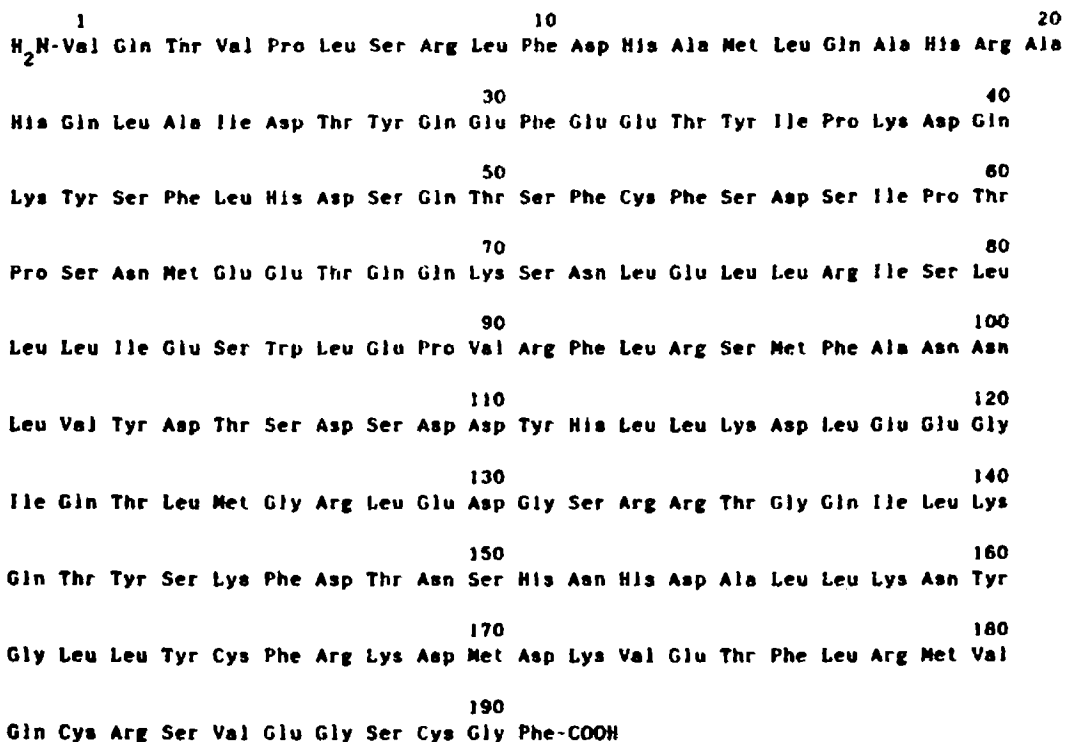 1 10 20
H2N-Val Gln Thr Val Pro Leu Ser Arg Leu Phe Asp His Ala Met Leu Gln Ala His Arg Ala
30 40
His Gln Leu Ala Ile Asp Thr Tyr Gln Glu Phe Glu Glu Thr Tyr Ile Pro Lys Asp Gln
50 60
Lys Tyr Ser Phe Leu His Asp Ser Gln Thr Ser Phe Cys Phe Ser Asp Ser Ile Pro Thr
70 80
Pro Ser Asn Met Glu Glu Thr Gln Gln Lys Ser Asn Leu Glu Leu Leu Arg Ile Ser Leu
90 100
Leu Leu Ile Glu Ser Trp Leu Glu Pro Val Arg Phe Leu Arg Ser Met Phe Ala Asn Asn
110 120
Leu Val Tyr Asp Thr Ser Asp Ser Asp Asp Tyr His Leu Leu Lys Asp Leu Glu Glu Gly
130 140
Ile Gln Thr Leu Met Gly Arg Leu Glu Asp Gly Ser Arg Arg Thr Gly Gln Ile Leu Lys
150 160
Gln Thr Tyr Ser Lys Phe Asp Thr Asn Ser His Asn His Asp Ala Leu Leu Lys Asn Tyr
170 180
Gly Leu Leu Tyr Cys Phe Arg Lys Asp Met Asp Lys Val Glu Thr Phe Leu Arg Met Val
190
Gln Cys Arg Ser Val Glu Gly Ser Cys Gly Phe-COOH